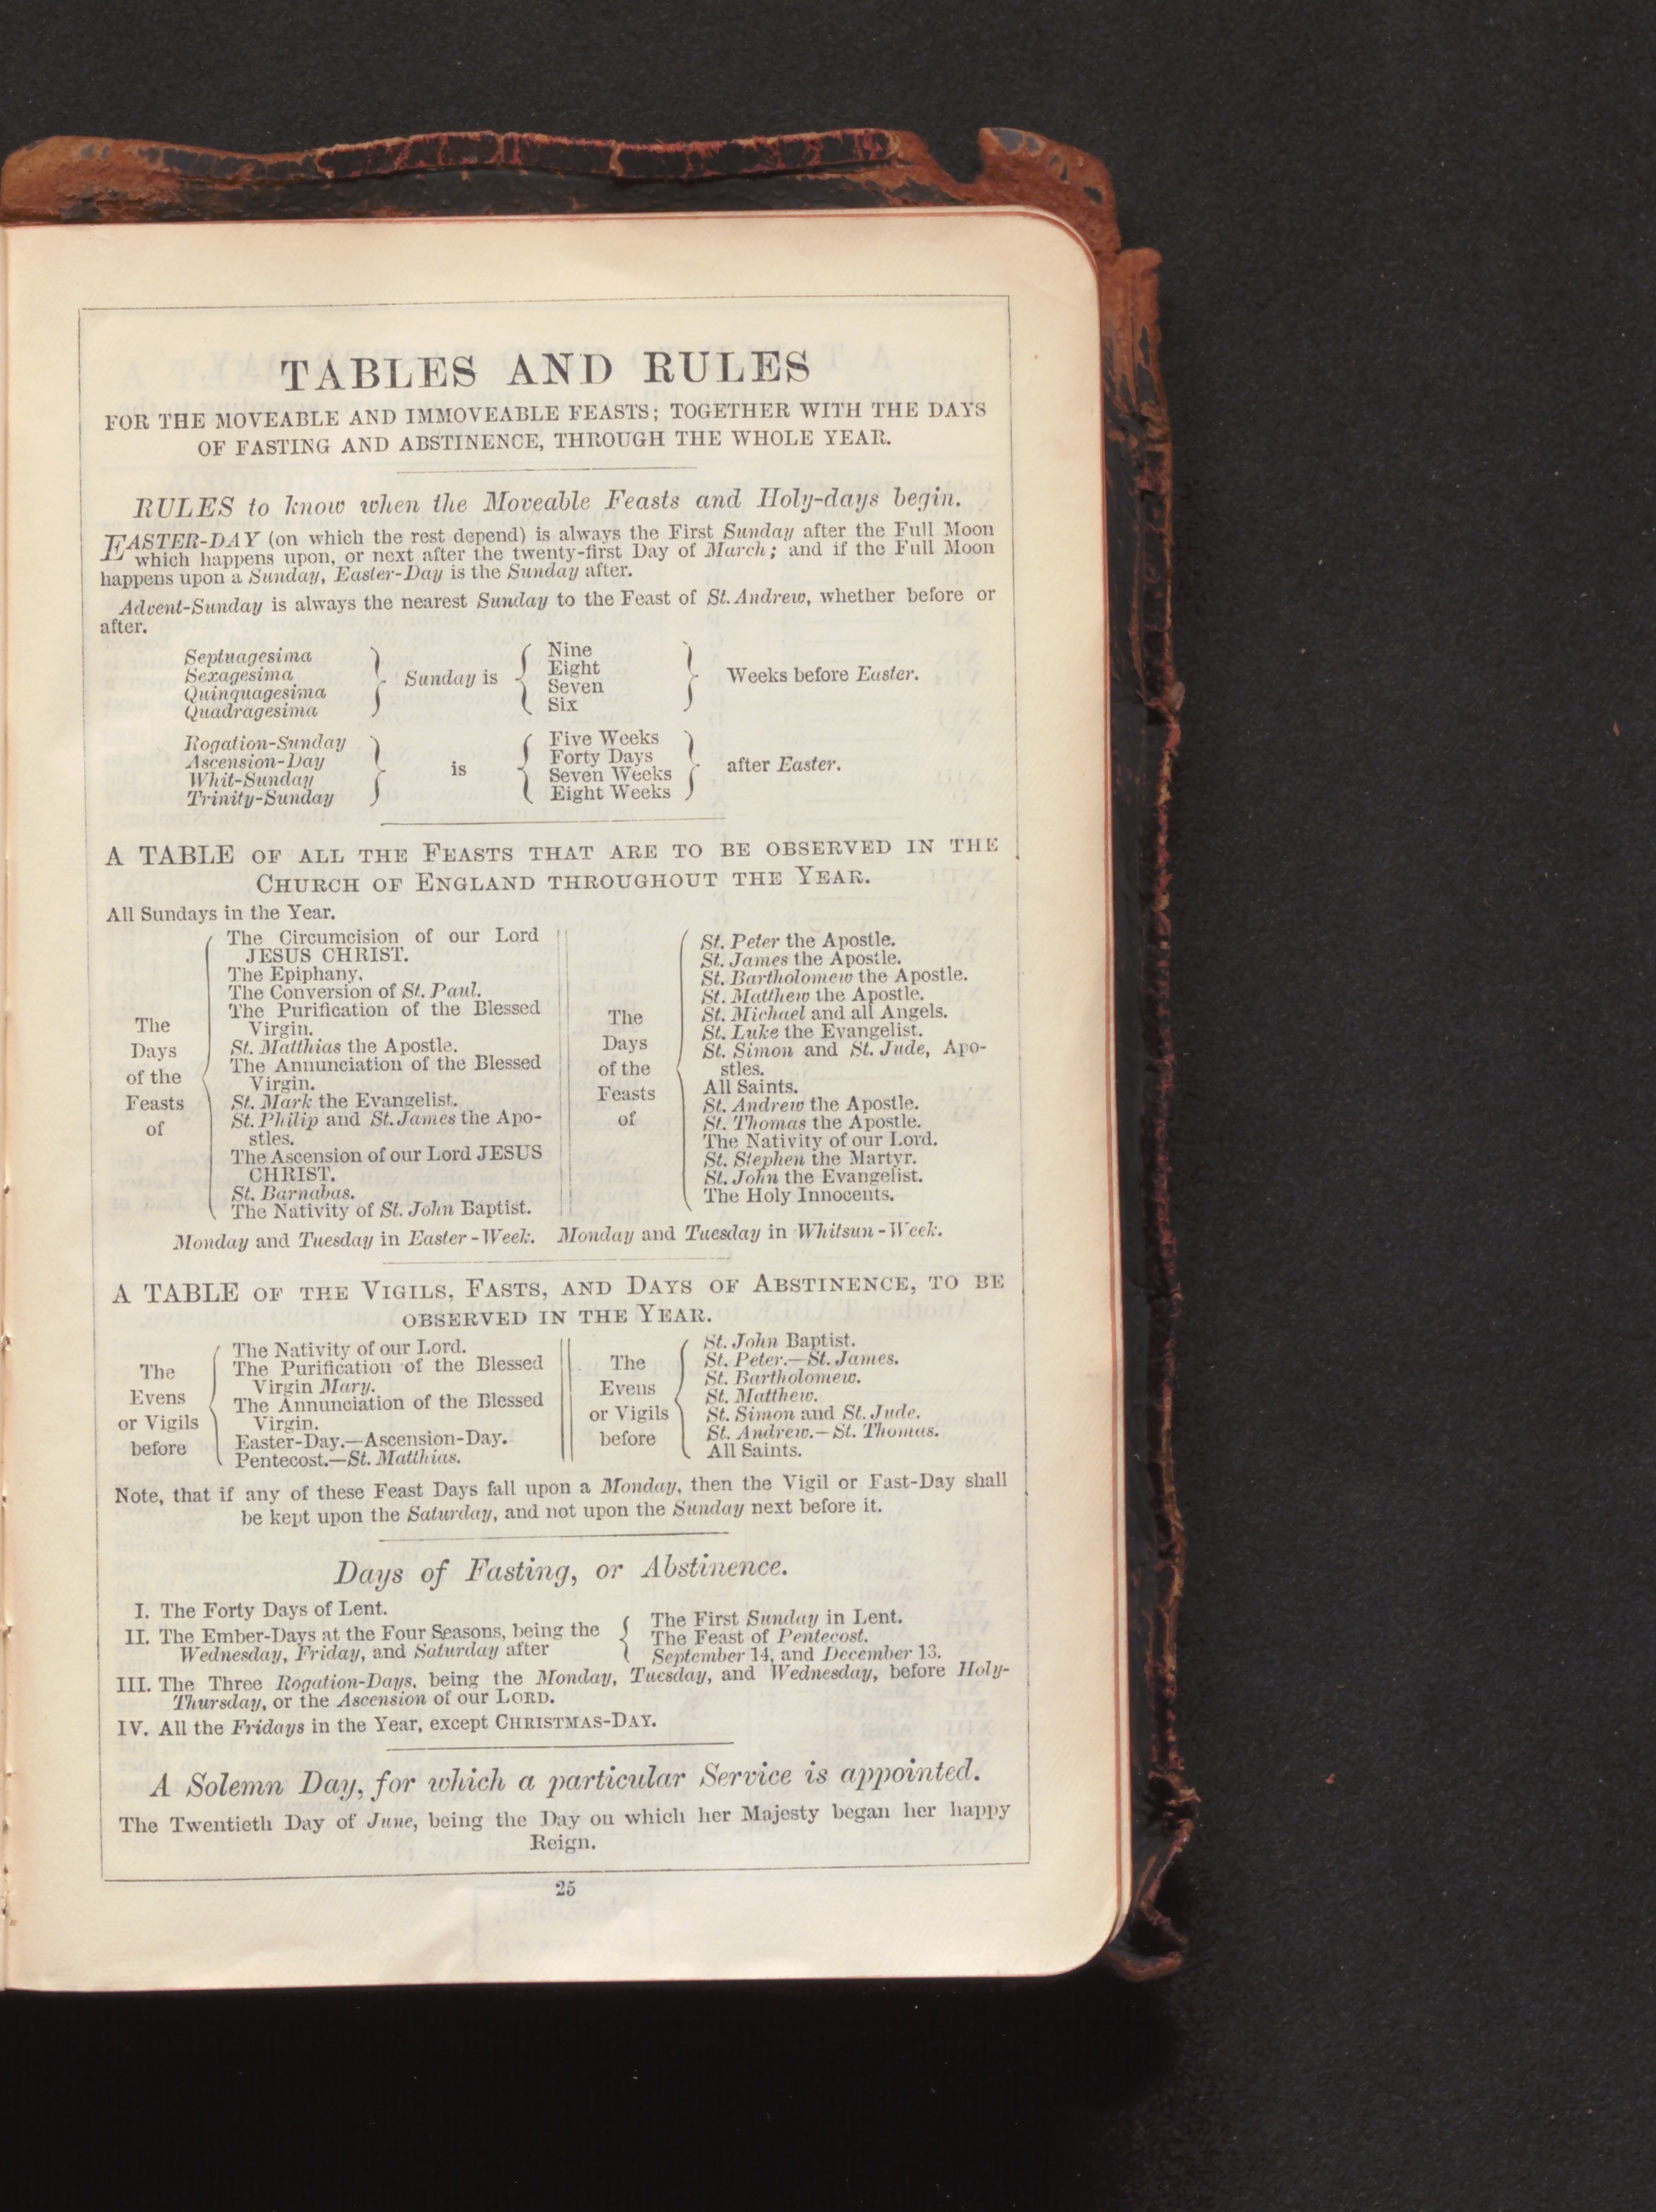 TABLES AND RULES
FOR THE MOVEABLE AND IMMOVEABLE FEASTS; TOGETHER WITH THE DAYS
OF FASTING AND ABSTINENCE, THROUGH THE WHOLE YEAR.
RULES to know when the Moveable Feasts and Holy-days begin.
EASTER-DAY (on which the rest depend) is always the First Sunday after the Full Moon
which happens upon, or next after the twenty-first Day of March; and if the Full Moon
happens upon a Sunday, Easter-Day is the Sunday after.
Advent-Sunday is always the nearest Sunday to the Feast of St. Andrew, whether before or
after.
Septuagesima
Sexagesima
Quinquagesima
Quadragesima
Sunday is
Nine
Eight
Seven
Six
Weeks before Easter.
Rogation-Sunday
Ascension-Day
Whit-Sunday
Trinity-Sunday
is
Five Weeks
Forty Days
Seven Weeks
Eight Weeks
after Easter.
A TABLE OF ALL THE FEASTS THAT ARE TO BE OBSERVED IN THE
CHURCH OF ENGLAND THROUGHOUT THE YEAR.
All Sundays in the Year.
The
Days
of the
Feasts
of
The Circumcision of our Lord
JESUS CHRIST.
The Epiphany.
The Conversion of St. Paul.
The Purification of the Blessed
Virgin.
St. Matthias the Apostle.
The Annunciation of the Blessed
Virgin.
St. Mark the Evangelist.
St. Philip and St. James the Apo-
stles.
The Ascension of our Lord JESUS
CHRIST.
St. Barnabas.
The Nativity of St. John Baptist.
The
Days
of the
Feasts
of
St. Peter the Apostle.
St. James the Apostle.
St. Bartholomew the Apostle.
St. Matthew the Apostle.
St. Michael and all Angels.
St. Luke the Evangelist.
St. Simon and St. Jude, Apo-
stles.
All Saints.
St. Andrew the Apostle.
St. Thomas the Apostle.
The Nativity of our Lord.
St. Stephen the Martyr.
St. John the Evangelist.
The Holy Innocents.
Monday and Tuesday in Easter-Week. Monday and Tuesday in Whitsun-Week.
A TABLE OF THE VIGILS, FASTS, AND DAYS OF ABSTINENCE, TO BE
OBSERVED IN THE YEAR.
The
Evens
or Vigils
before
The Nativity of our Lord.
The Purification of the Blessed
Virgin Mary.
The Annunciation of the Blessed
Virgin.
Easter-Day.—Ascension-Day.
Pentecost.—St. Matthias.
The
Evens
or Vigils
before
St. John Baptist.
St. Peter.—St. James.
St. Bartholomew.
St. Matthew.
St. Simon and St. Jude.
St. Andrew.—St. Thomas.
All Saints.
Note, that if any of these Feast Days fall upon a Monday, then the Vigil or Fast-Day shall
be kept upon the Saturday, and not upon the Sunday next before it.
Days of Fasting, or Abstinence.
I. The Forty Days of Lent.
II. The Ember-Days at the Four Seasons, being the
Wednesday, Friday, and Saturday after
The First Sunday in Lent.
The Feast of Pentecost.
September 14, and December 13.
III. The Three Rogation-Days, being the Monday, Tuesday, and Wednesday, before Holy-
Thursday, or the Ascension of our LORD.
IV. All the Fridays in the Year, except CHRISTMAS-DAY.
A Solemn Day, for which a particular Service is appointed.
The Twentieth Day of June, being the Day on which her Majesty began her happy
Reign.
25